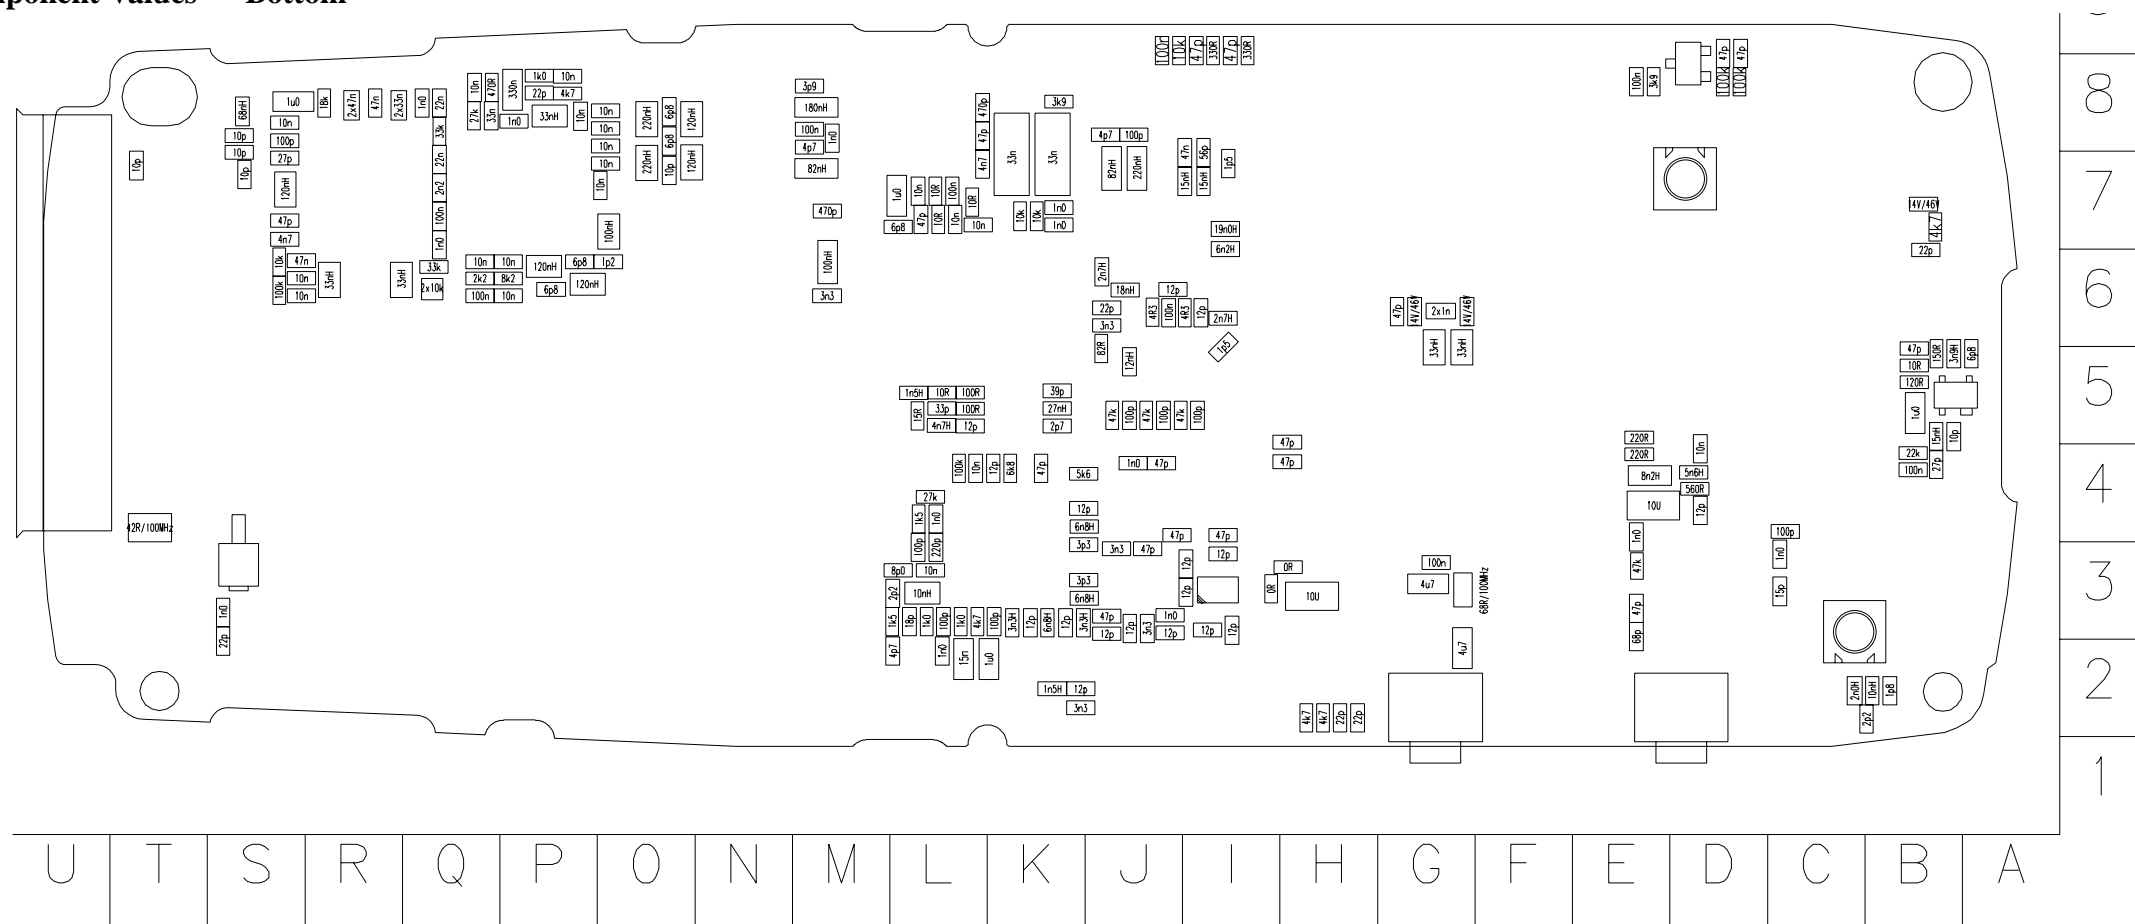 Bottom
100n 10k 47p 330R 47p 330R
47p 47p
100k 100k
100n 3k9
8
10n 470R 330n 1k0 10n
22p 4k7
27k 33n 1n0 33nH 10n
68nH 1u0 18k 2x47n 47n 2x33n 1n0 22n
10n
10p 100p
10p 27p
10p 10p
120nH
47p
4n7
33k
22n
2n2
100n
1n0
10n
10n
10n
10n
10n
100nH
220nH 6p8 120nH
6p8
220nH 10p 120nH
3p9
180nH
100n 1n0
4p7
82nH
470p
100nH
3n3
470p 3k9
47p 33n 33n
4n7
4p7 100p
82nH 220nH
47n 56p
15nH 15nH
1p5
7
1u0 10n 10R 100n 10R
47p 10R 10n 10n
6p8
10k 10k 1n0
1n0
19n0H
6n2H
14V/46V
4k7
22p
10k 47n
10n
100k 10n
33nH 33nH 33k
2x10k
10n 10n
2k2 8k2
100n 10n
120nH 6p8 1p2
6p8 120nH
2n7H
18nH 12p
22p
3n3
4R3 100n 4R3 12p 2n7H
82R 12nH 1p5
47p 14V/46V 2x1n 14V/46V
33nH 33nH
6
47p 150R 3n9H 6p8
10R
120R
1u0
15nH 10p
22k
100n 27p
5
1n5H 10R 100R
15R 33p 100R
4n7H 12p
39p
27nH
2p7
47k 100p 47k 100p 47k 100p
47p
47p
220R
220R
10n
8n2H 5n6H
560R
10U 12p
100k 10n 12p 6k8 47p
5k6
1n0 47p
4
27k
1k5 1n0
100p 220p
12p
6n8H
3p3
47p 47p
3n3 47p 12p
42R/100MHz
1n0
47k
100p
1n0
15p
8p0 10n
2p2 10nH
3p3
6n8H
12p
12p
0R
0R 10U
100n
4u7 68R/100MHz
3
1n0
22p
1k5 18p 1k0 100p 1k0 4k7 100p 3n3H 12p 6n8H 12p 3n3H 47p
12p 12p 3n3 1n0
12p 12p 12p
47p
68p
4p7 1n0 15n 1u0
4u7
2
1n5H 12p
3n3
4k7 4k7 22p 22p
2n0H 10nH 1p8
2p2
1
U T S R Q P O N M L K J I H G F E D C B A